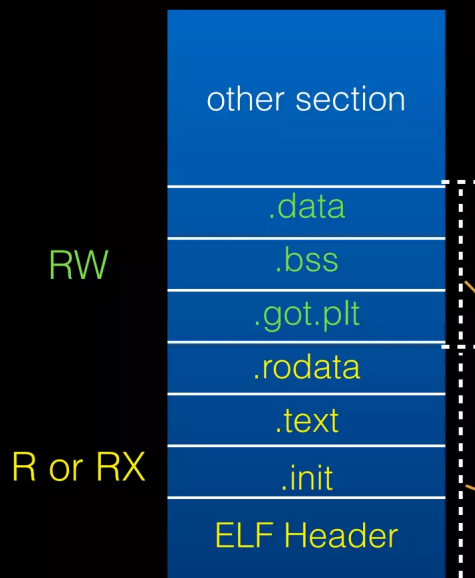 other section
.data
.bss
RW
.got.plt
.rodata
.text
R or RX
.init
ELF Header